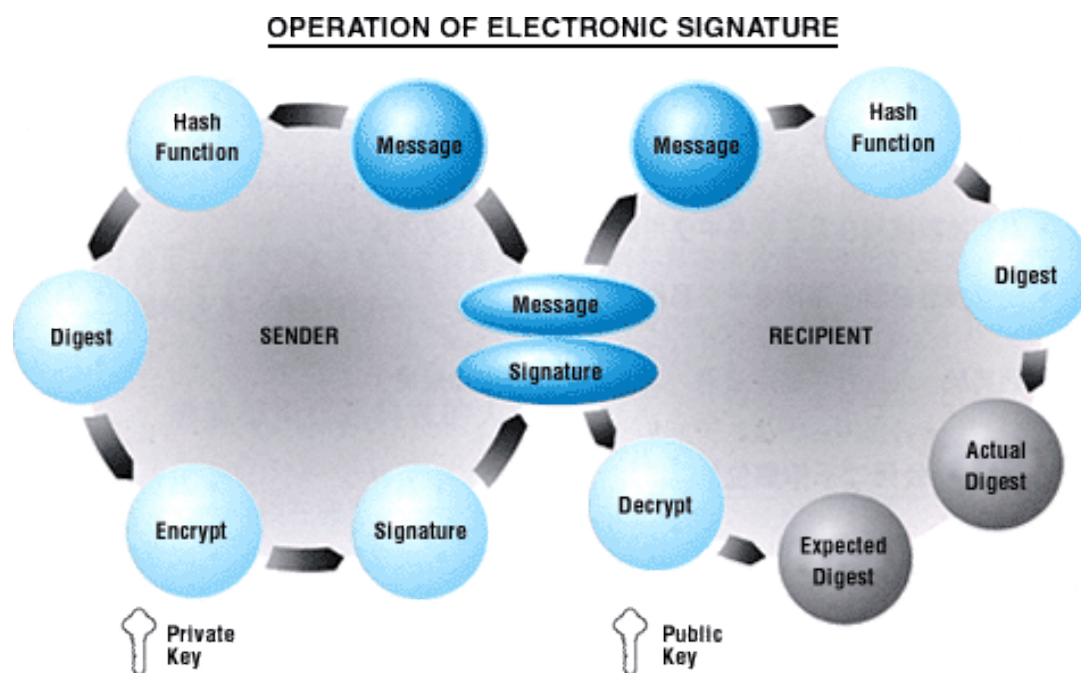 OPERATION OF ELECTRONIC SIGNATURE
Hash
Function
Message
Digest
SENDER
Encrypt
Signature
Private
Key
Message
Signature
Message
Hash
Function
Digest
RECIPIENT
Actual
Digest
Decrypt
Expected
Digest
Public
Key